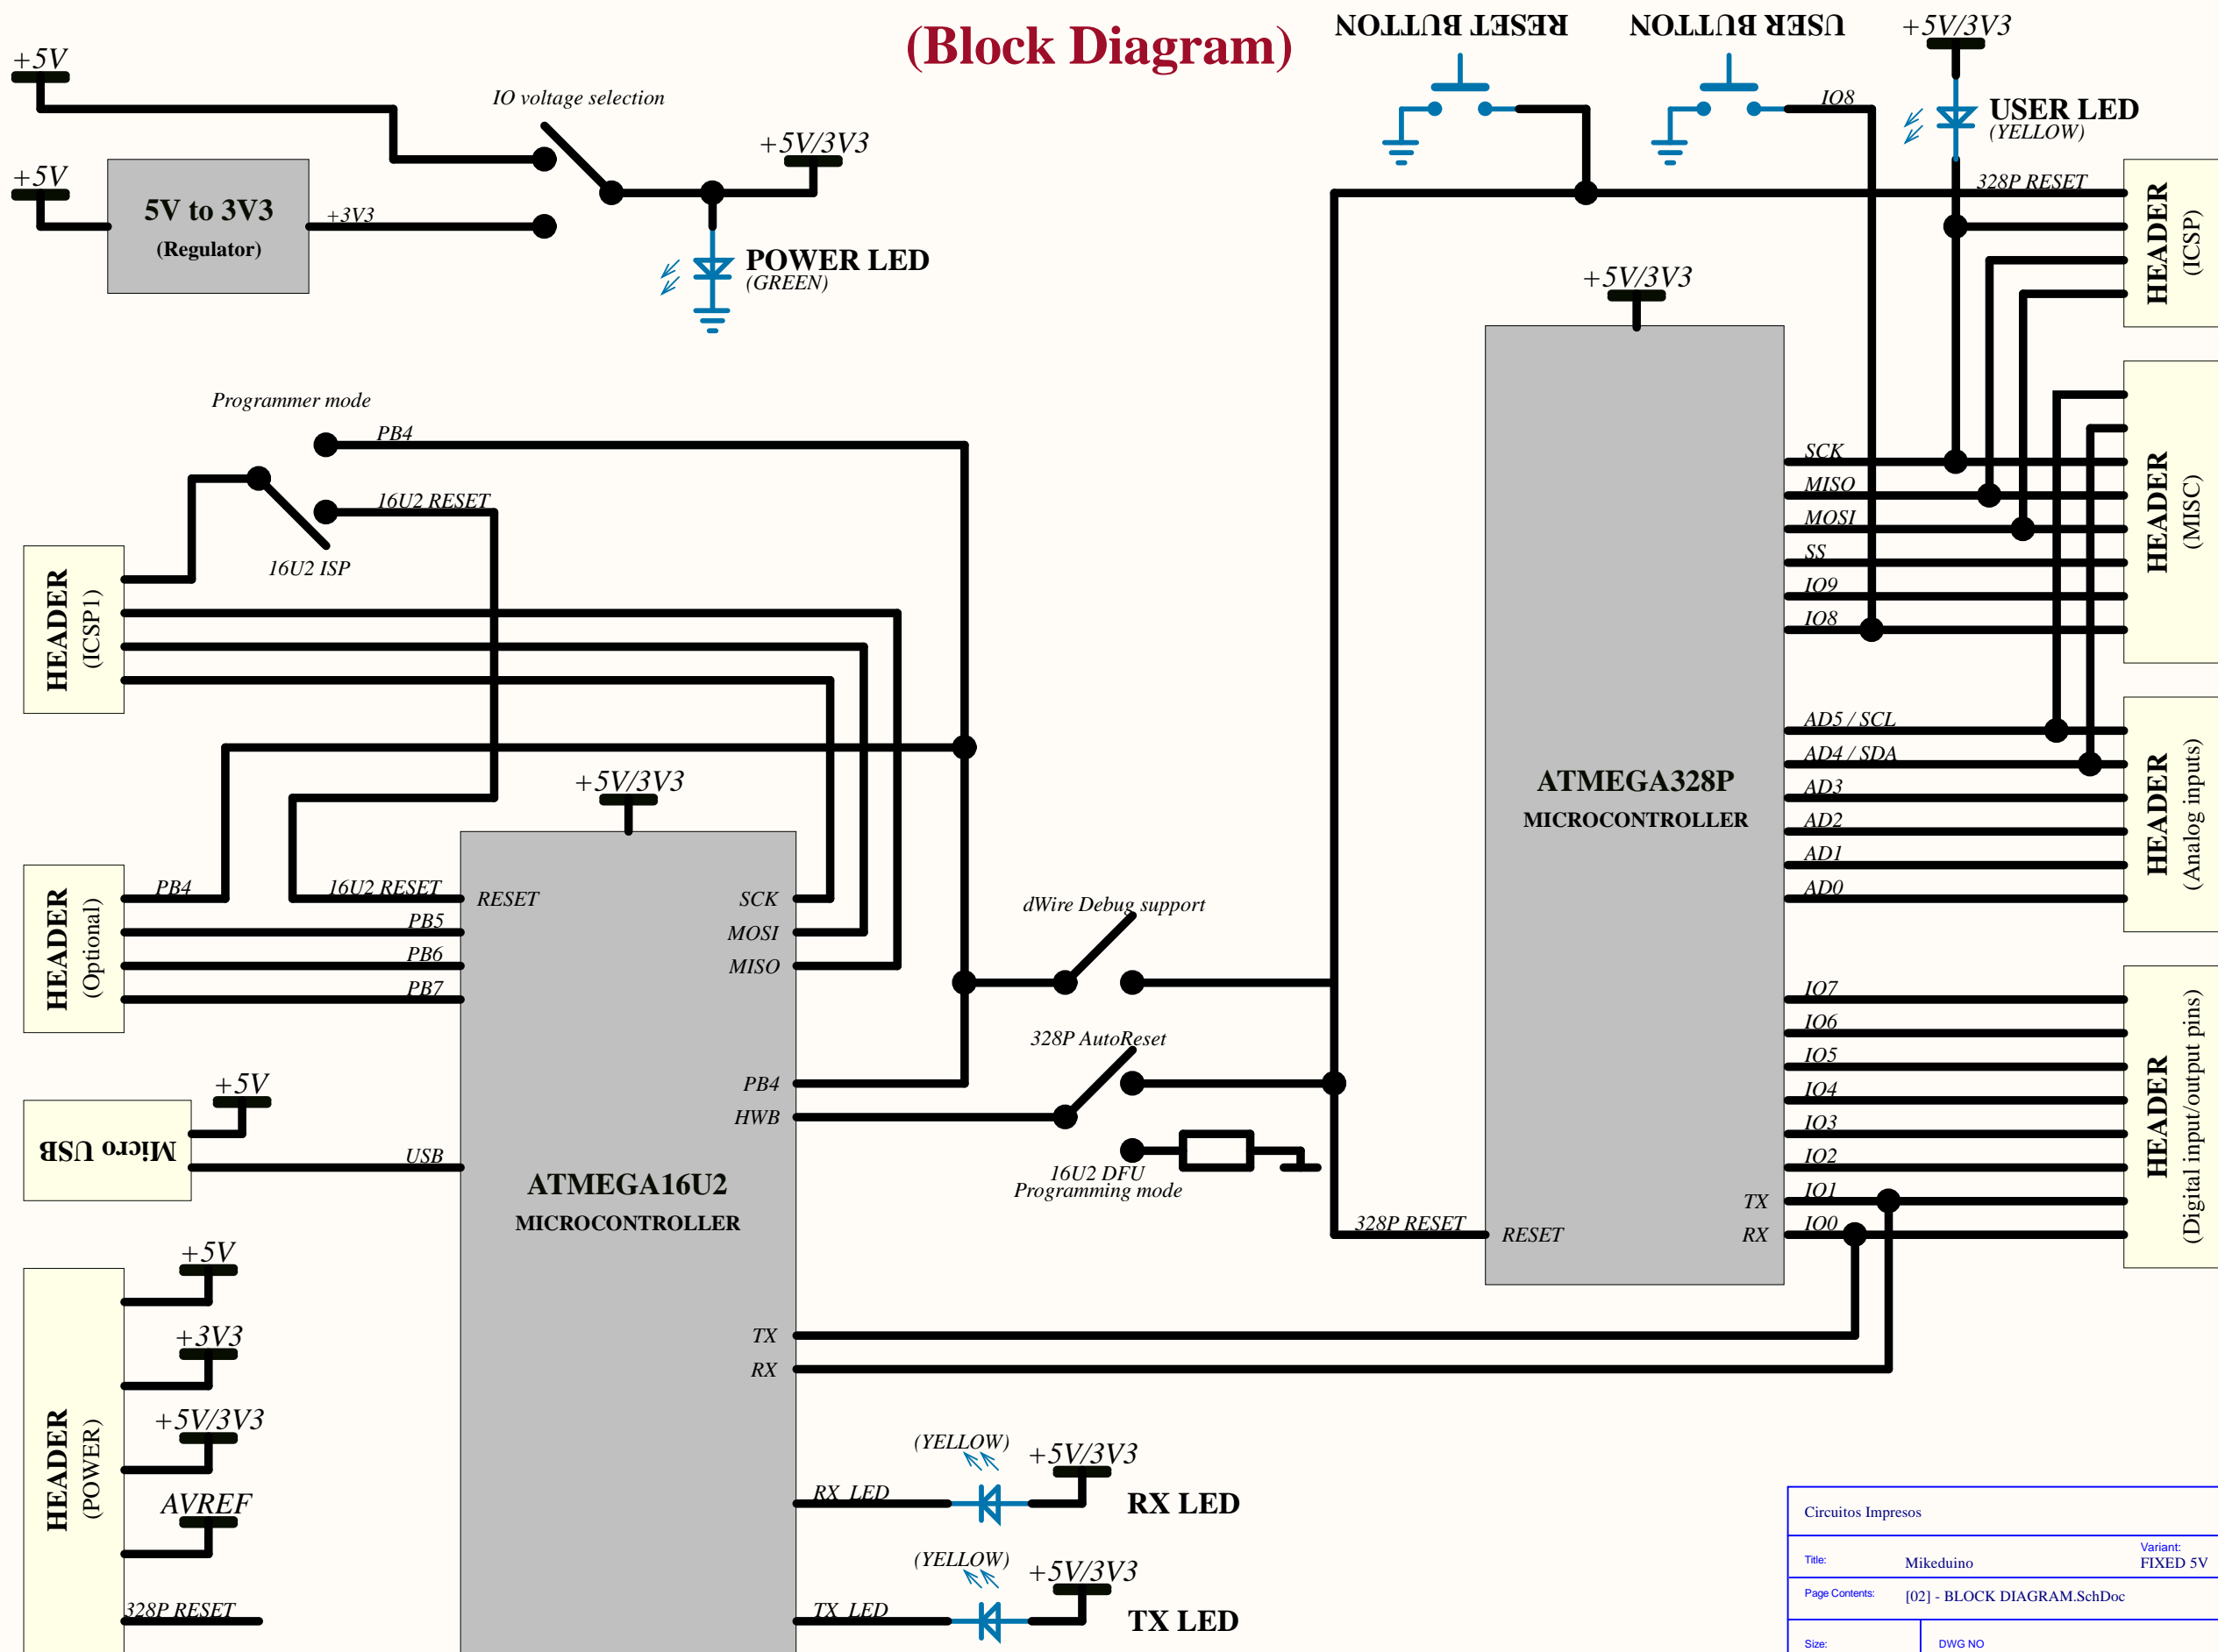 (Block Diagram)
RESET BUTTON
USER BUTTON
+5V/3V3
+5V
IO voltage selection
IO8
USER LED
(YELLOW)
+5V/3V3
+5V
5V to 3V3
(Regulator)
+3V3
328P RESET
HEADER
(ICSP)
POWER LED
(GREEN)
+5V/3V3
Programmer mode
PB4
16U2 RESET
16U2 ISP
HEADER
(ICSP1)
SCK
MISO
MOSI
SS
IO9
IO8
HEADER
(MISC)
AD5 / SCL
AD4 / SDA
AD3
AD2
AD1
AD0
HEADER
(Analog inputs)
ATMEGA328P
MICROCONTROLLER
+5V/3V3
HEADER
(Optional)
PB4
16U2 RESET
PB5
PB6
PB7
RESET
SCK
MOSI
MISO
dWire Debug support
328P AutoReset
PB4
HWB
16U2 DFU
Programming mode
IO7
IO6
IO5
IO4
IO3
IO2
TX
IO1
RX
IO0
HEADER
(Digital input/output pins)
328P RESET
RESET
+5V
Micro USB
USB
ATMEGA16U2
MICROCONTROLLER
+5V
+3V3
+5V/3V3
AVREF
328P RESET
HEADER
(POWER)
TX
RX
(YELLOW)
+5V/3V3
RX LED
RX LED
(YELLOW)
+5V/3V3
TX LED
TX LED
Circuitos Impresos
Title: Mikeduino
Variant:
FIXED 5V
Page Contents: [02] - BLOCK DIAGRAM.SchDoc
Size:
DWG NO